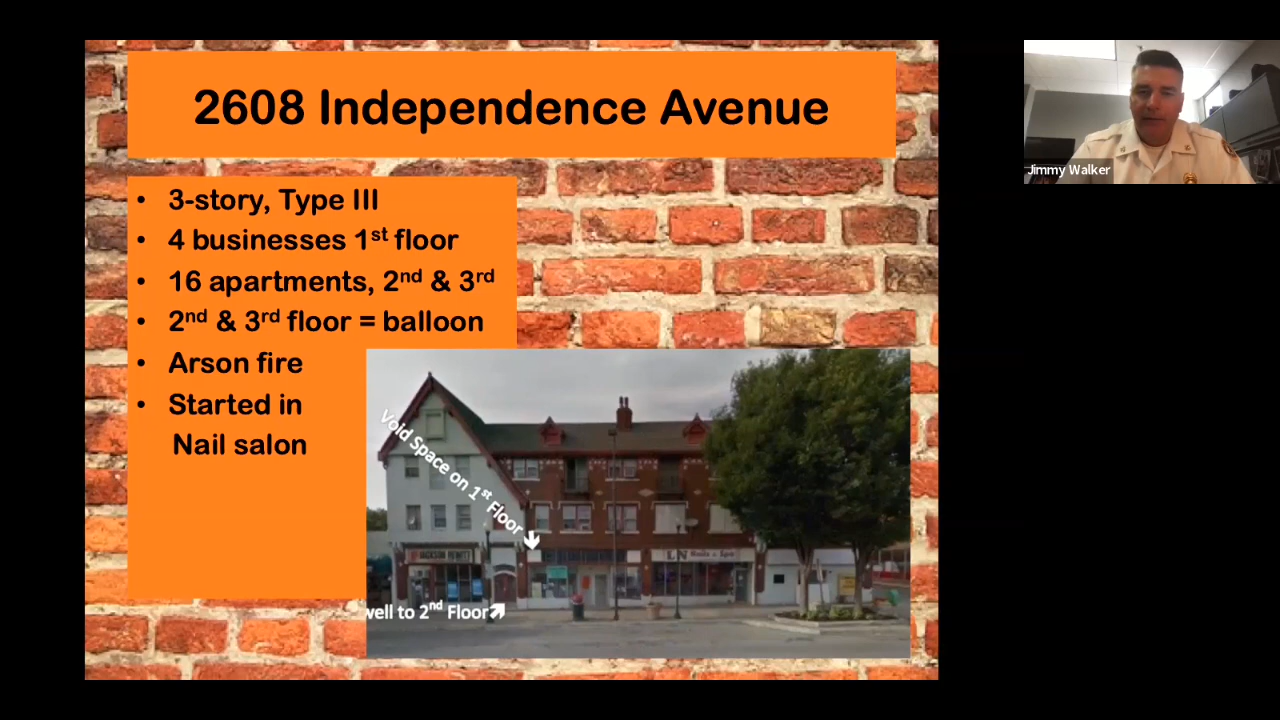 2608 Independence Avenue
• 3-story, Type III
• 4 businesses 1st floor
• 16 apartments, 2nd & 3rd
• 2nd & 3rd floor = balloon
• Arson fire
• Started in
Nail salon
Void Space on 1st Floor
well to 2nd Floor
JACKSON HEWITT
LN Nails & Spa
Jimmy Walker